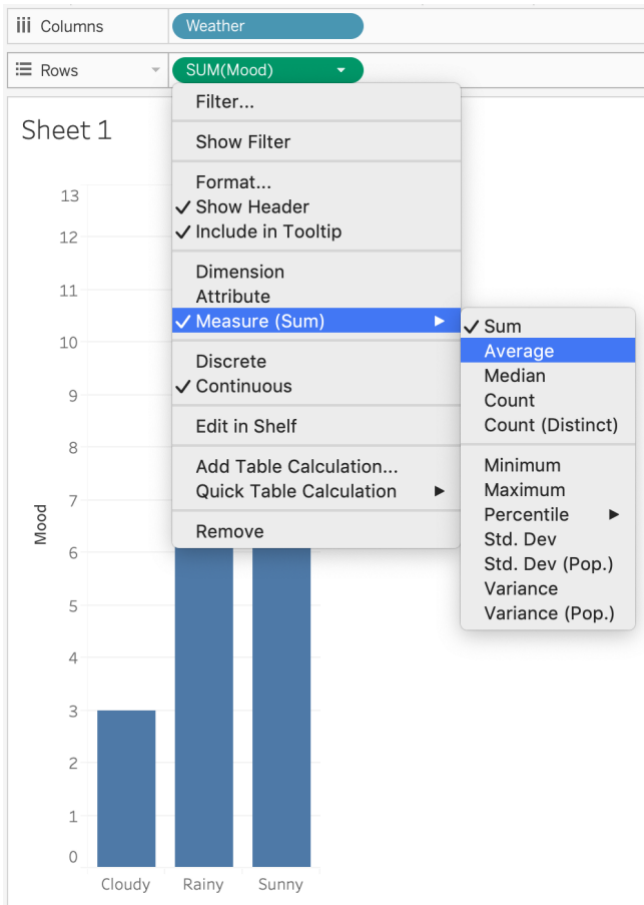 Columns
Weather
Rows
SUM(Mood)
Sheet 1
Filter...
Show Filter
Format...
✓ Show Header
✓ Include in Tooltip
Dimension
Attribute
✓ Measure (Sum)
Discrete
✓ Continuous
Edit in Shelf
Add Table Calculation...
Quick Table Calculation
Remove
✓ Sum
Average
Median
Count
Count (Distinct)
Minimum
Maximum
Percentile
Std. Dev
Std. Dev (Pop.)
Variance
Variance (Pop.)
Mood
13
12
11
10
9
8
7
6
5
4
3
2
1
0
Cloudy Rainy Sunny